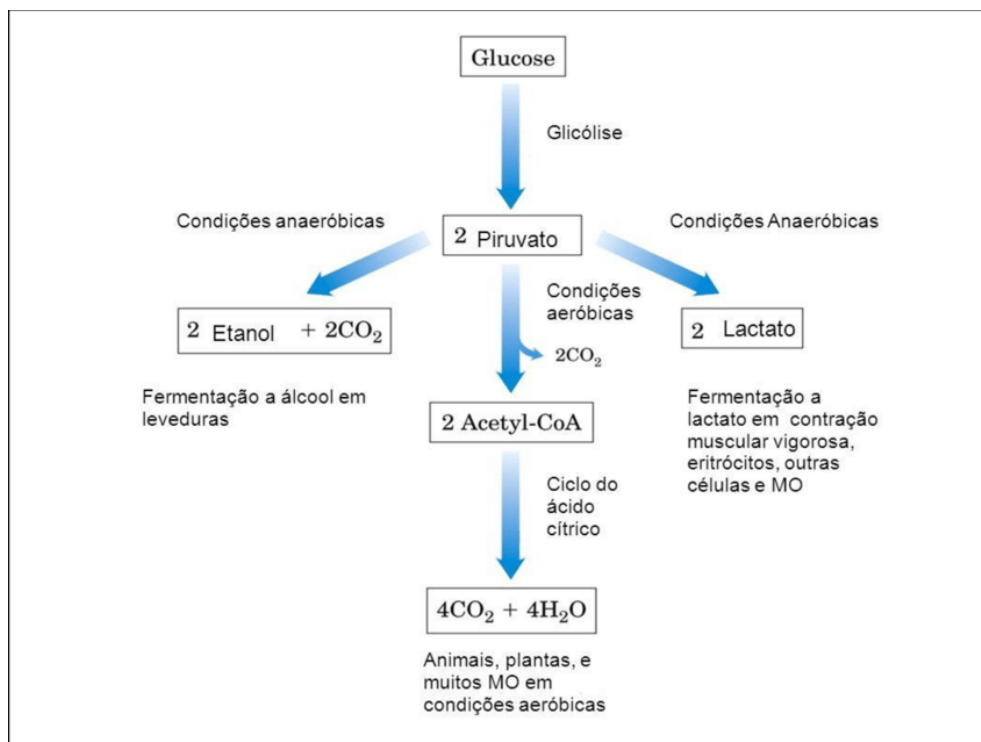 Glucose
Glicólise
Condições anaeróbicas
2 Piruvato
Condições Anaeróbicas
2 Etanol + 2CO₂
Condições
aeróbicas
2CO₂
2 Lactato
Fermentação a álcool em
leveduras
2 Acetyl-CoA
Fermentação a
lactato em contração
muscular vigorosa,
eritrócitos, outras
células e MO
Ciclo do
ácido
cítrico
4CO₂ + 4H₂O
Animais, plantas, e
muitos MO em
condições aeróbicas